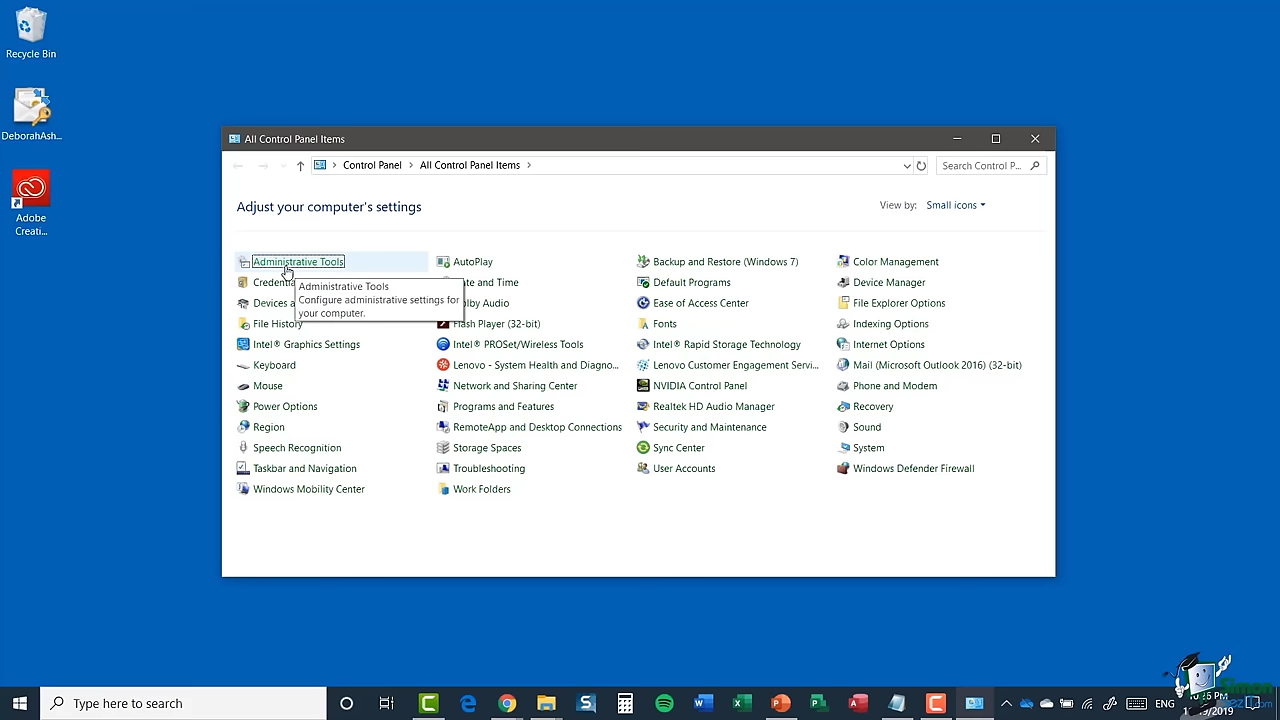 Recycle Bin
DeborahAsh...
Adobe
Creati...
All Control Panel Items
Control Panel
All Control Panel Items
Search Control P...
Adjust your computer's settings
View by:
Small icons
Administrative Tools
AutoPlay
Backup and Restore (Windows 7)
Color Management
Default Programs
Device Manager
Administrative Tools
Configure administrative settings for
your computer.
Ease of Access Center
File Explorer Options
File History
Flash Player (32-bit)
Fonts
Indexing Options
Intel® Graphics Settings
Intel® PROSet/Wireless Tools
Intel® Rapid Storage Technology
Internet Options
Keyboard
Lenovo - System Health and Diagno...
Lenovo Customer Engagement Servi...
Mail (Microsoft Outlook 2016) (32-bit)
Mouse
Network and Sharing Center
NVIDIA Control Panel
Phone and Modem
Power Options
Programs and Features
Realtek HD Audio Manager
Recovery
Region
RemoteApp and Desktop Connections
Security and Maintenance
Sound
Speech Recognition
Storage Spaces
Sync Center
System
Taskbar and Navigation
Troubleshooting
User Accounts
Windows Defender Firewall
Windows Mobility Center
Work Folders
Type here to search
ENG